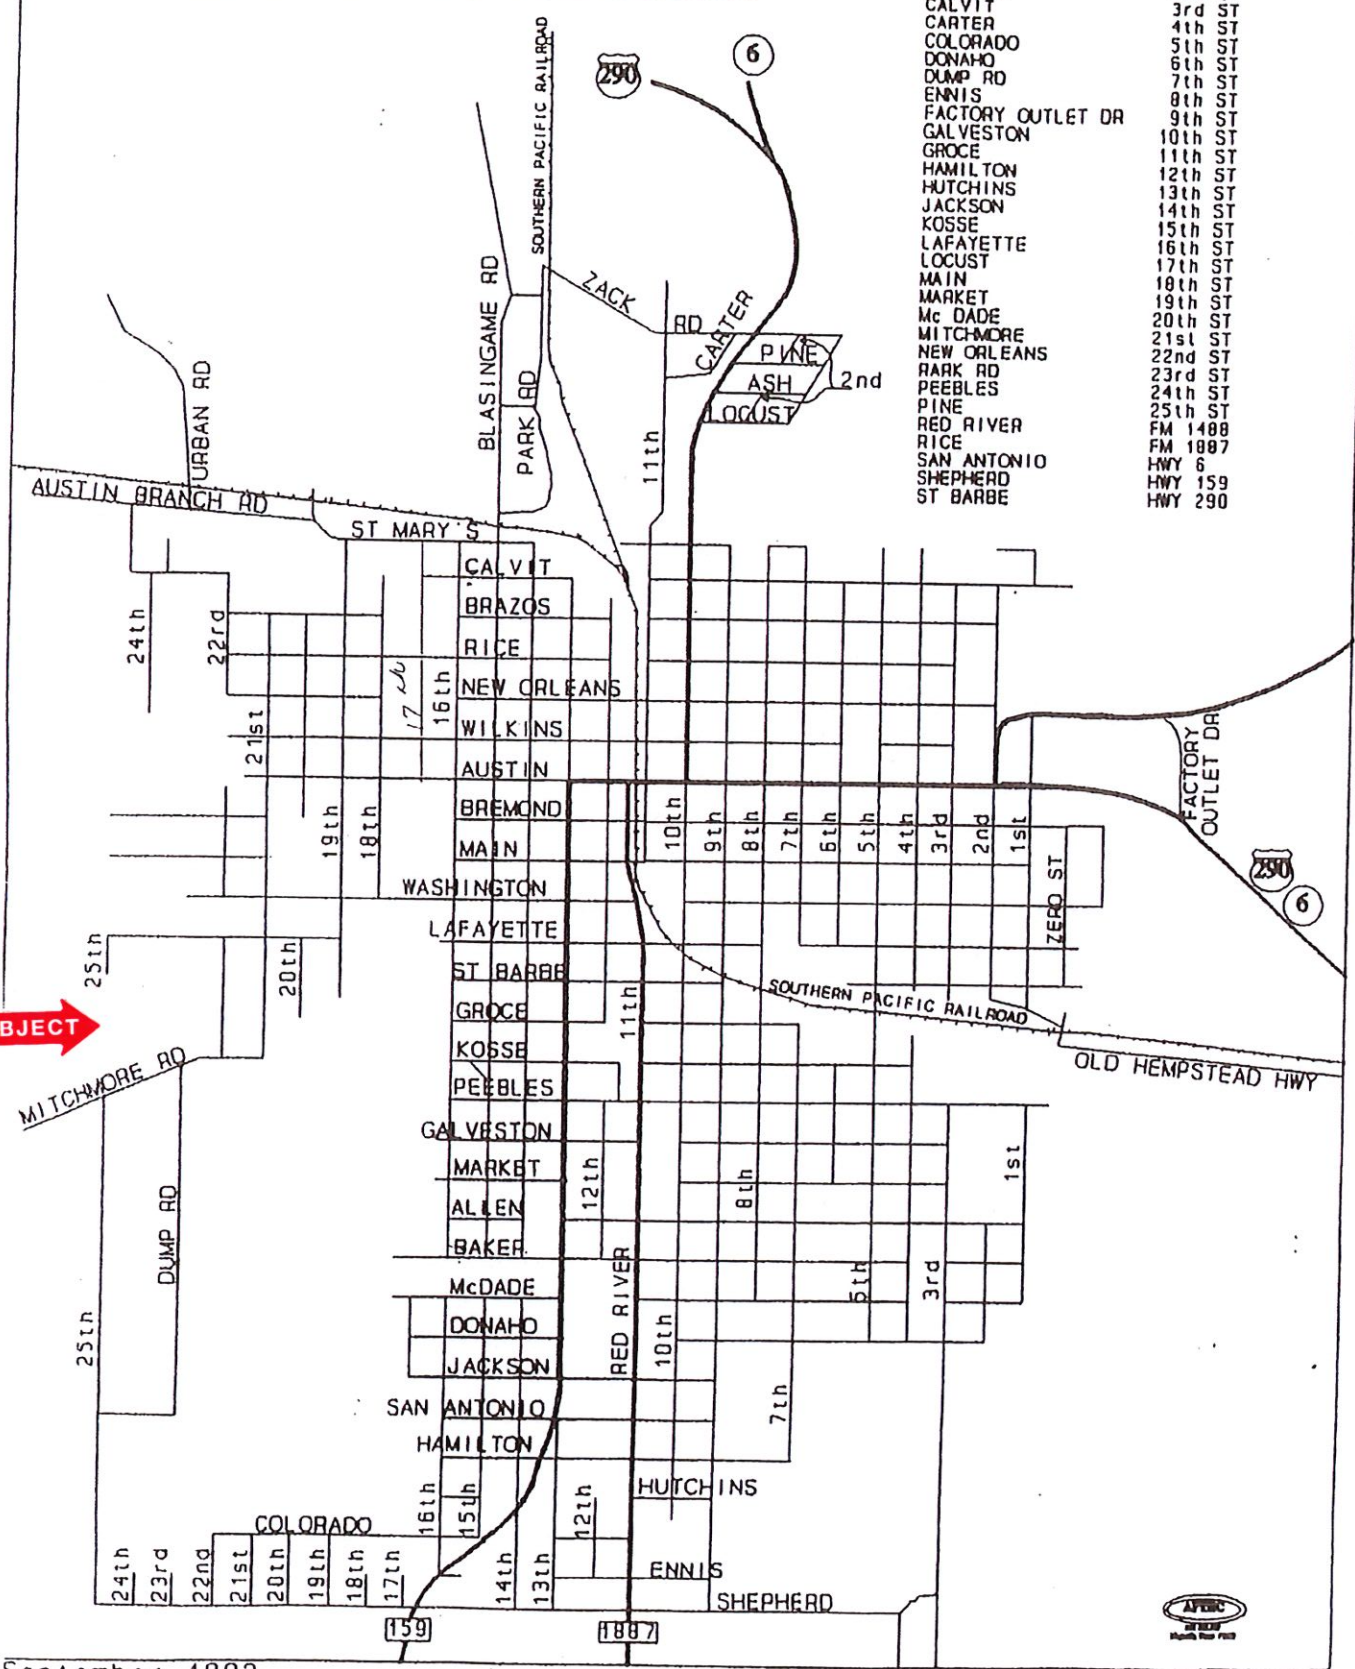 CALVIT 3rd ST
CARTER 4th ST
COLORADO 5th ST
DONAHO 6th ST
DUMP RD 7th ST
ENNIS 8th ST
FACTORY OUTLET DR 9th ST
GALVESTON 10th ST
GROCE 11th ST
HAMILTON 12th ST
HUTCHINS 13th ST
JACKSON 14th ST
KOSSE 15th ST
LAFAYETTE 16th ST
LOCUST 17th ST
MAIN 18th ST
MARKET 19th ST
Mc DADE 20th ST
MITCHMORE 21st ST
NEW ORLEANS 22nd ST
RARK RD 23rd ST
PEEBLES 24th ST
PINE 25th ST
RED RIVER FM 1488
RICE FM 1887
SAN ANTONIO HWY 6
SHEPHERD HWY 159
ST BARBE HWY 290
SOUTHERN PACIFIC RAILROAD
290
6
ZACK RD
CARTER
PINE
ASH
LOCUST
2nd
BLASINGAME RD
PARK RD
URBAN RD
11th
AUSTIN BRANCH RD
ST MARY'S
CALVIT
BRAZOS
RICE
NEW ORLEANS
WILKINS
AUSTIN
BREMOND
MAIN
WASHINGTON
LAFAYETTE
ST BARBE
GROCE
KOSSE
PEEBLES
GALVESTON
MARKET
ALLEN
BAKER
McDADE
DONAHO
JACKSON
SAN ANTONIO
HAMILTON
24th
22rd
17th
16th
21st
19th
18th
10th
9th
8th
7th
6th
5th
4th
3rd
2nd
1st
ZERO ST
FACTORY OUTLET DR
290
6
25th
20th
11th
SOUTHERN PACIFIC RAILROAD
OLD HEMPSTEAD HWY
BJECT
MITCHMORE RD
DUMP RD
25th
12th
8th
1st
RED RIVER
10th
5th
3rd
7th
HUTCHINS
16th
15th
12th
COLORADO
24th
23rd
22nd
21st
20th
19th
18th
17th
14th
13th
ENNIS
SHEPHERD
159
1887